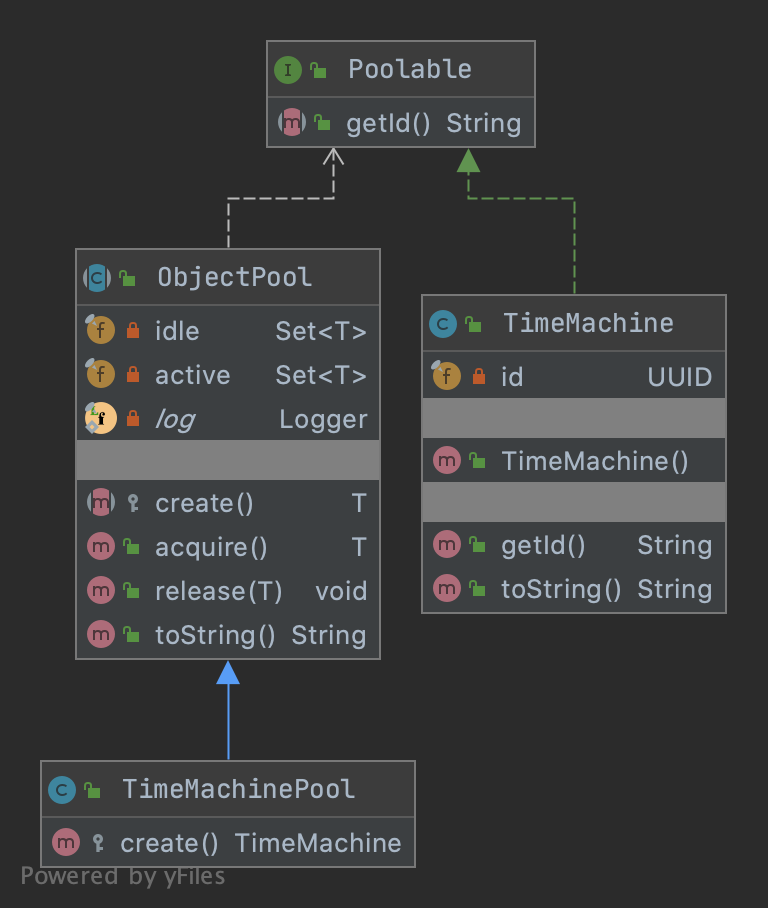 Poolable
getId() String
ObjectPool
idle Set<T>
active Set<T>
log Logger
create() T
acquire() T
release(T) void
toString() String
TimeMachine
id UUID
TimeMachine()
getId() String
toString() String
TimeMachinePool
create() TimeMachine
Powered by yFiles